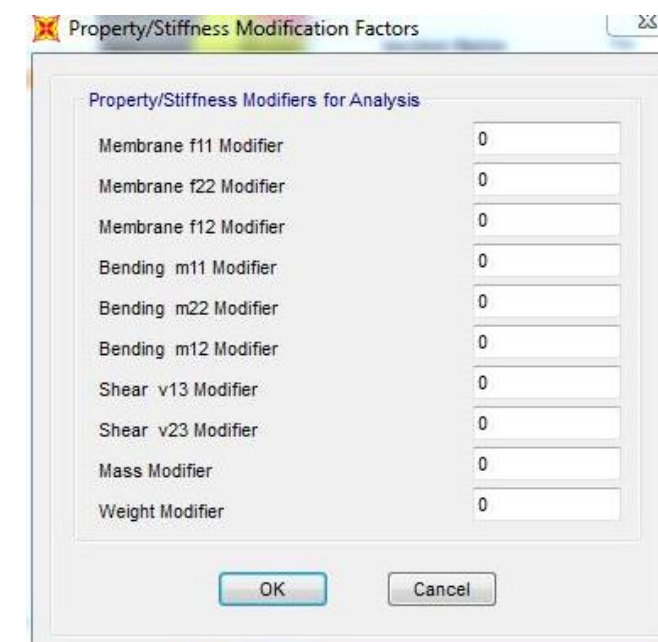 Property/Stiffness Modification Factors
Property/Stiffness Modifiers for Analysis
Membrane f11 Modifier 0
Membrane f22 Modifier 0
Membrane f12 Modifier 0
Bending m11 Modifier 0
Bending m22 Modifier 0
Bending m12 Modifier 0
Shear v13 Modifier 0
Shear v23 Modifier 0
Mass Modifier 0
Weight Modifier 0
OK Cancel